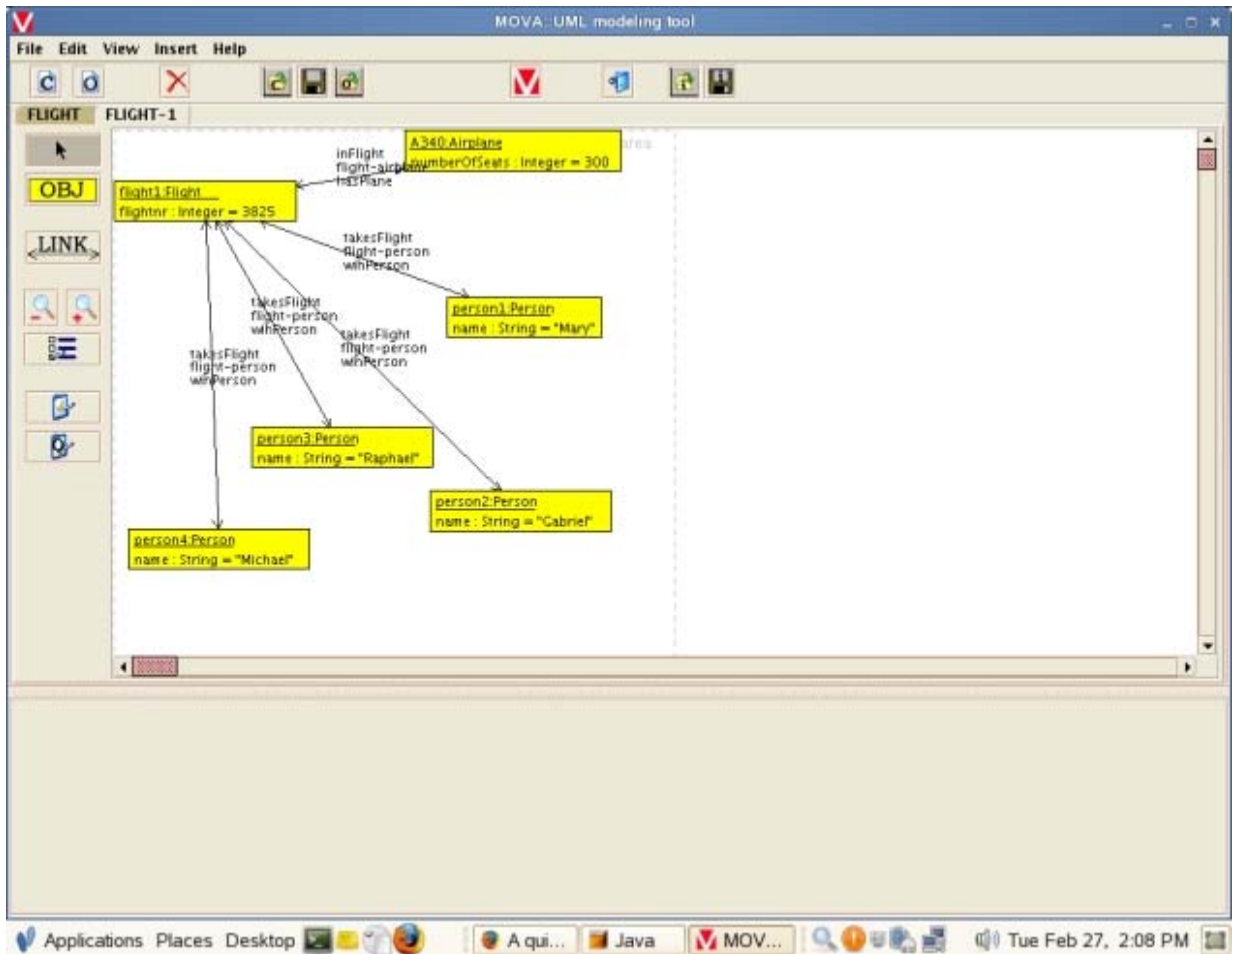 MOVA::UML modeling tool
File Edit View Insert Help
FLIGHT FLIGHT-1
OBJ
LINK
A340:Airplane
numberOfSeats : Integer = 300
inFlight
flight-airplane
hasPlane
flight1:Flight
flightnr : Integer = 3825
takesFlight
flight-person
withPerson
person1:Person
name : String = "Mary"
takesFlight
flight-person
takesFlight
flight-person
takesFlight
flight-person
person3:Person
name : String = "Raphael"
person2:Person
name : String = "Gabriel"
person4:Person
name : String = "Michael"
Applications Places Desktop A qui... Java MOV... Tue Feb 27, 2:08 PM